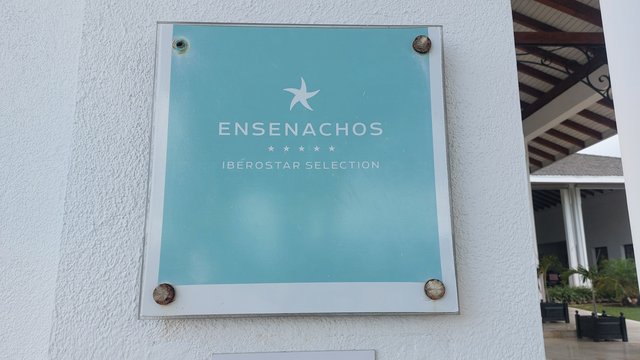 ENSENACHOS
★ ★ ★ ★ ★
IBEROSTAR SELECTION